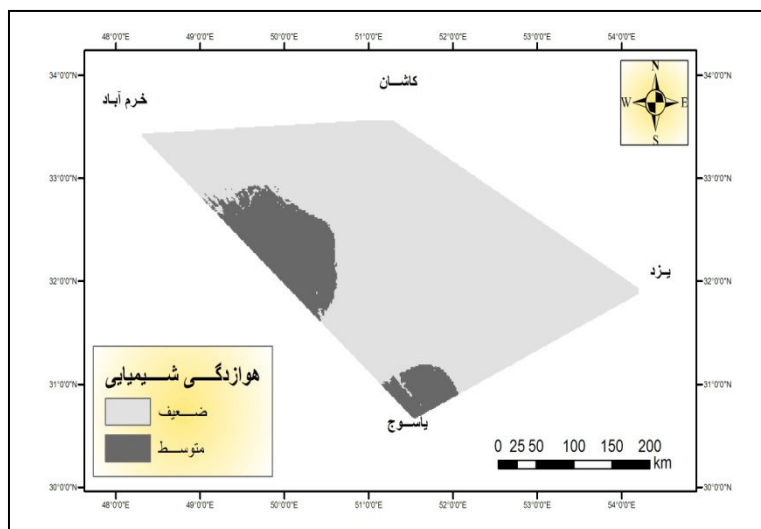 48°0'0"E 49°0'0"E 50°0'0"E 51°0'0"E 52°0'0"E 53°0'0"E 54°0'0"E
34°0'0"N 34°0'0"N
کاشان
خرم آباد
N
W E
S
33°0'0"N 33°0'0"N
یزد
32°0'0"N 32°0'0"N
31°0'0"N 31°0'0"N
هوازدگی شیمیایی
ضعیف
متوسط
یاسوج
0 25 50 100 150 200
km
30°0'0"N 30°0'0"N
48°0'0"E 49°0'0"E 50°0'0"E 51°0'0"E 52°0'0"E 53°0'0"E 54°0'0"E